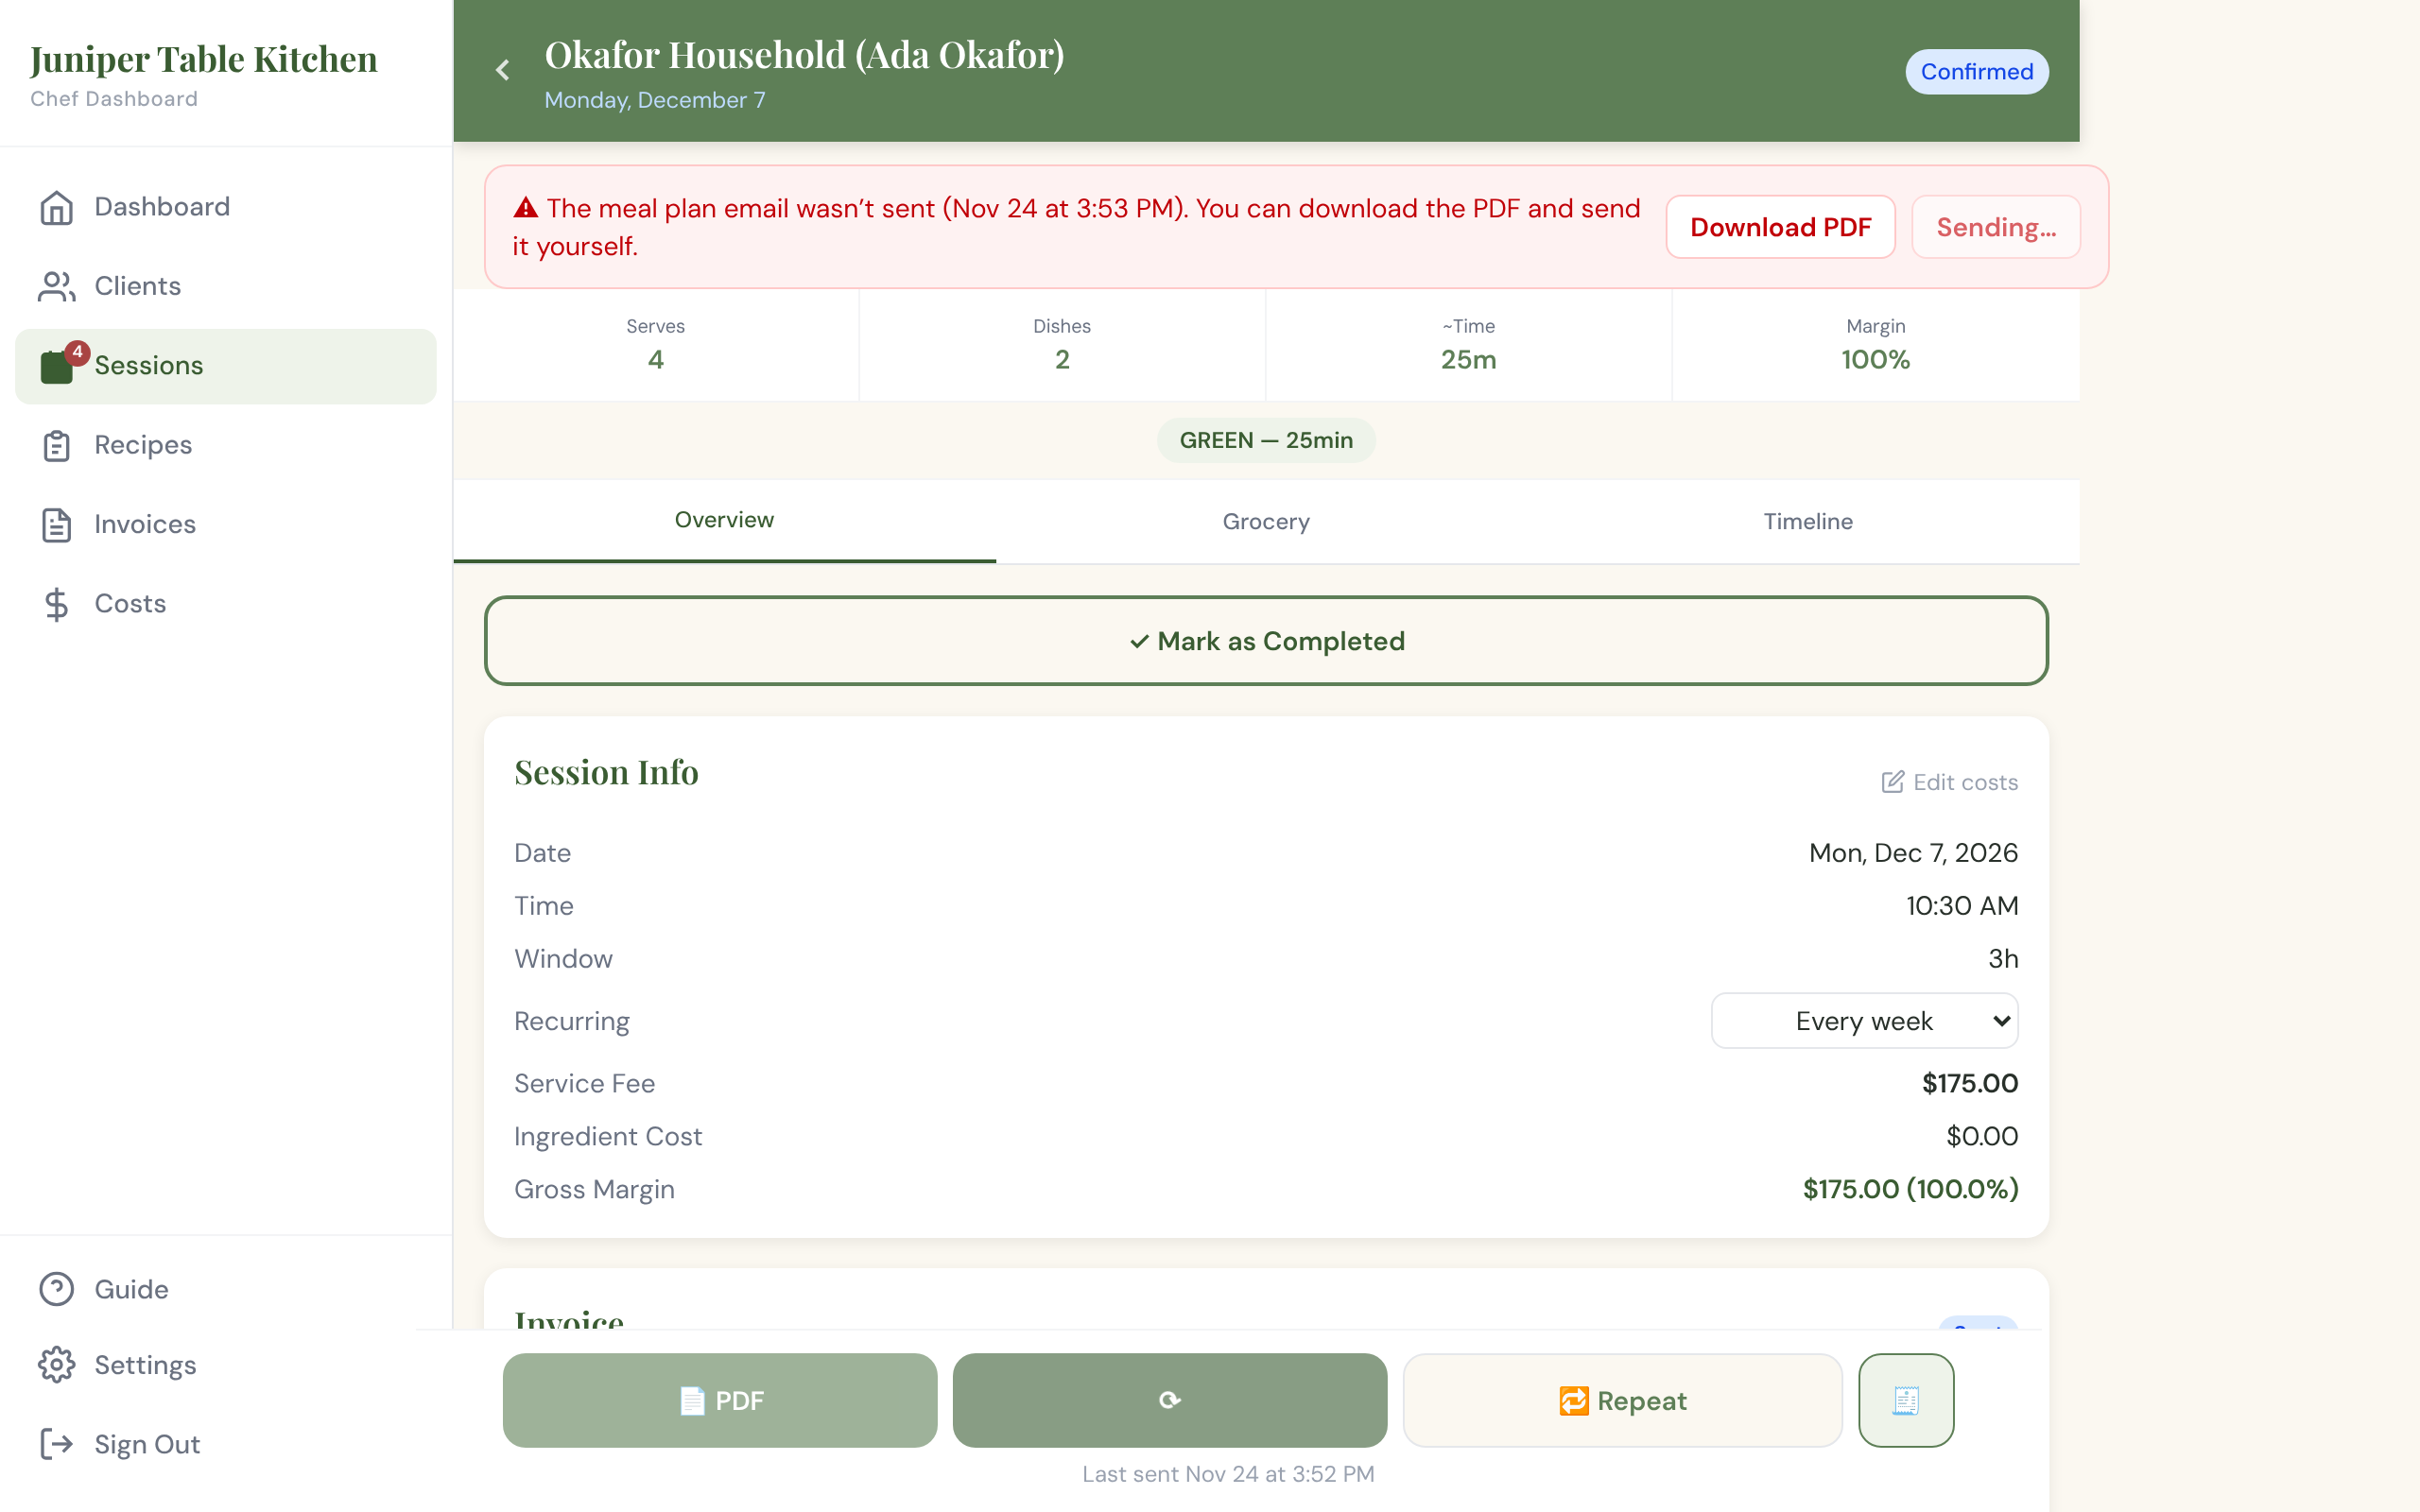 Juniper Table Kitchen
Chef Dashboard
Dashboard
Clients
4
Sessions
Recipes
Invoices
Costs
Guide
Settings
Sign Out
Okafor Household (Ada Okafor)
Monday, December 7
Confirmed
The meal plan email wasn’t sent (Nov 24 at 3:53 PM). You can download the PDF and send
it yourself.
Download PDF
Sending...
Serves
4
Dishes
2
~Time
25m
Margin
100%
GREEN — 25min
Overview
Grocery
Timeline
✓ Mark as Completed
Session Info
Edit costs
Date
Mon, Dec 7, 2026
Time
10:30 AM
Window
3h
Recurring
Every week
Service Fee
$175.00
Ingredient Cost
$0.00
Gross Margin
$175.00 (100.0%)
Invoice
PDF
Repeat
Last sent Nov 24 at 3:52 PM